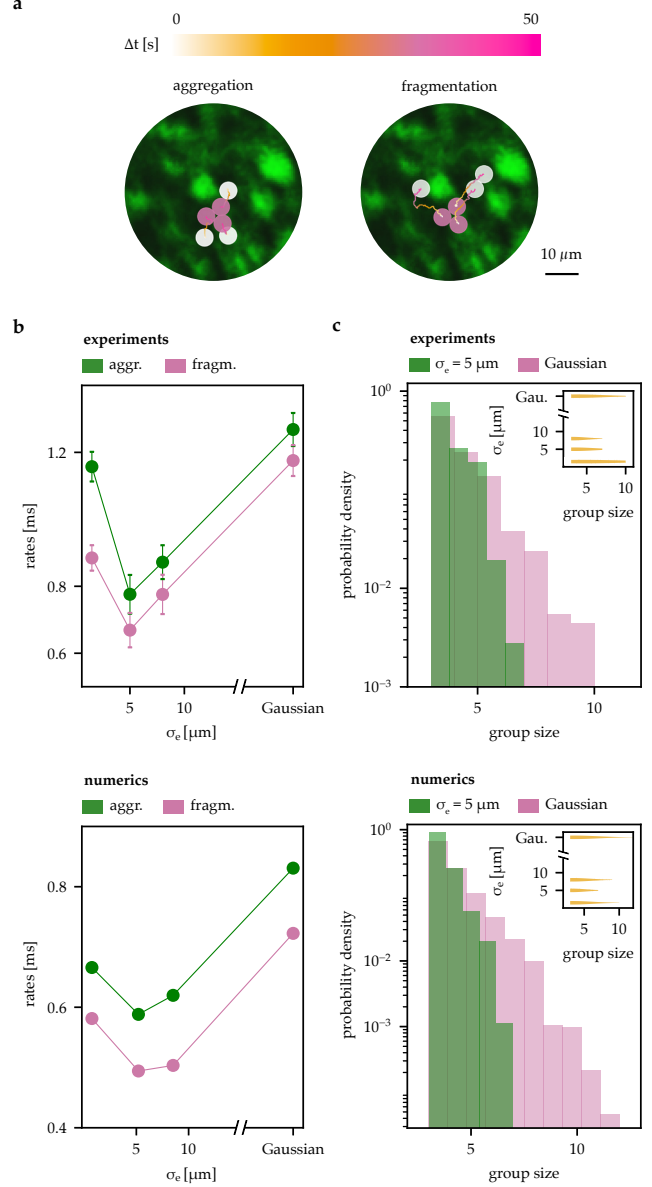 a
0 50
Δt [s]
aggregation fragmentation
10 µm
b c
experiments experiments
aggr. fragm. σe = 5 µm Gaussian
rates [ms]
1.2
0.8
0.6
5 10 Gaussian
σe [µm]
probability density
10⁰
10⁻²
10⁻³
5 10
group size
σe [µm]
Gau.
10
5
5 10
group size
numerics numerics
aggr. fragm. σe = 5 µm Gaussian
rates [ms]
0.8
0.6
0.4
5 10 Gaussian
σe [µm]
probability density
10⁰
10⁻²
10⁻³
5 10
group size
σe [µm]
Gau.
10
5
5 10
group size